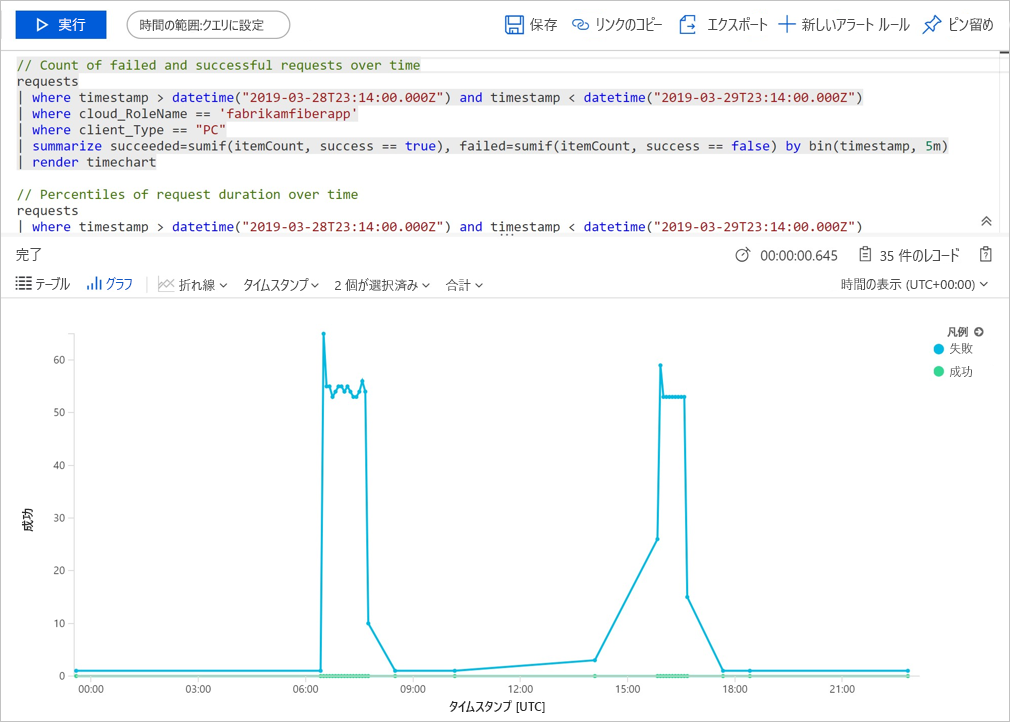 実行 時間の範囲:クエリに設定 保存 リンクのコピー エクスポート 新しいアラート ルール ピン留め
// Count of failed and successful requests over time
requests
| where timestamp > datetime("2019-03-28T23:14:00.000Z") and timestamp < datetime("2019-03-29T23:14:00.000Z")
| where cloud_RoleName == 'fabrikamfiberapp'
| where client_Type == "PC"
| summarize succeeded=sumif(itemCount, success == true), failed=sumif(itemCount, success == false) by bin(timestamp, 5m)
| render timechart
// Percentiles of request duration over time
requests
| where timestamp > datetime("2019-03-28T23:14:00.000Z") and timestamp < datetime("2019-03-29T23:14:00.000Z")
完了 00:00:00.645 35 件のレコード
テーブル グラフ 折れ線 タイムスタンプ 2 個が選択済み 合計 時間の表示 (UTC+00:00)
凡例
失敗
成功
60
50
40
30
20
10
0
成功
00:00 03:00 06:00 09:00 12:00 15:00 18:00 21:00
タイムスタンプ [UTC]